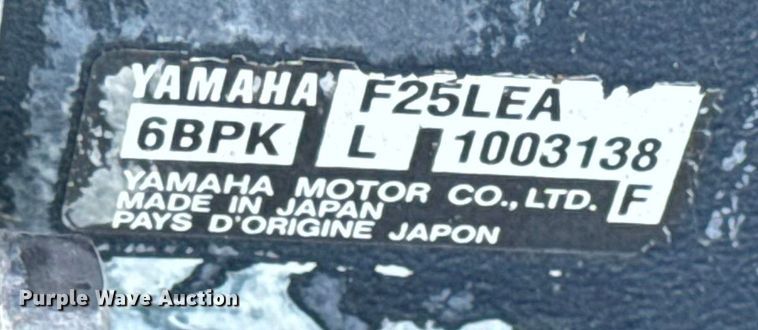 YAMAHA F25LEA
6BPK L 1003138
YAMAHA MOTOR CO., LTD. F
MADE IN JAPAN
PAYS D'ORIGINE JAPON
Purple Wave Auction